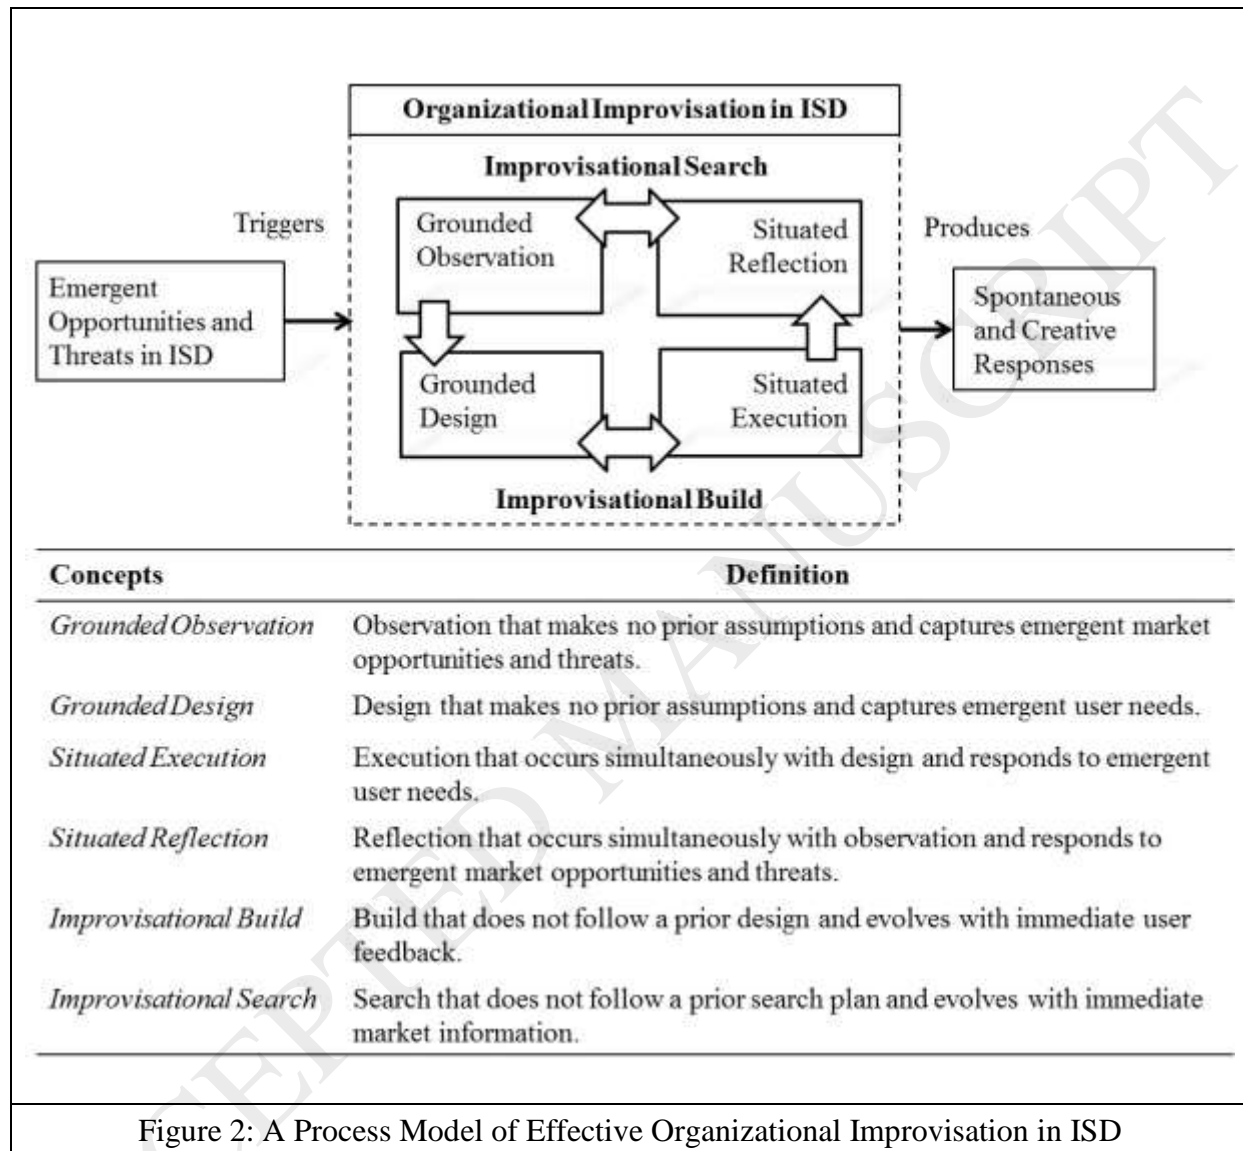 Organizational Improvisation in ISD
Improvisational Search
Triggers
Grounded
Observation
Situated
Reflection
Produces
Emergent
Opportunities and
Threats in ISD
Spontaneous
and Creative
Responses
Grounded
Design
Situated
Execution
Improvisational Build
Concepts Definition
Grounded Observation Observation that makes no prior assumptions and captures emergent market
opportunities and threats.
Grounded Design Design that makes no prior assumptions and captures emergent user needs.
Situated Execution Execution that occurs simultaneously with design and responds to emergent
user needs.
Situated Reflection Reflection that occurs simultaneously with observation and responds to
emergent market opportunities and threats.
Improvisational Build Build that does not follow a prior design and evolves with immediate user
feedback.
Improvisational Search Search that does not follow a prior search plan and evolves with immediate
market information.
Figure 2: A Process Model of Effective Organizational Improvisation in ISD
CEPTED MANUSCRIPT